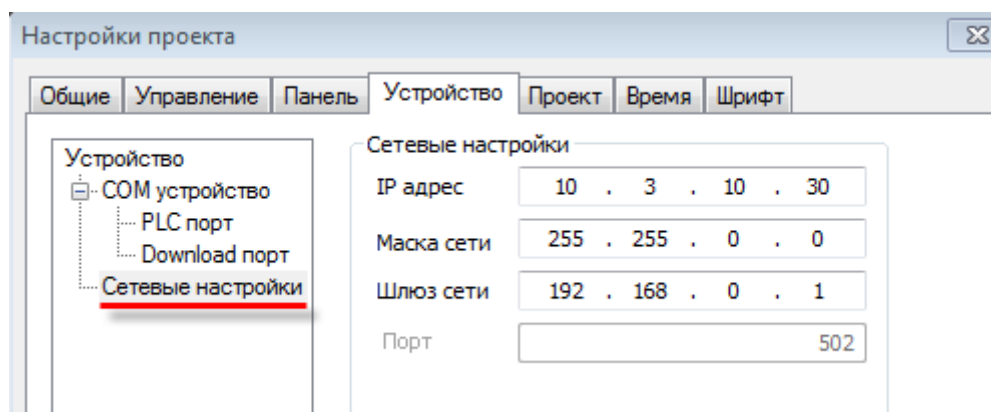 Настройки проекта
Общие Управление Панель Устройство Проект Время Шрифт
Устройство
COM устройство
PLC порт
Download порт
Сетевые настройки
Сетевые настройки
IP адрес 10 . 3 . 10 . 30
Маска сети 255 . 255 . 0 . 0
Шлюз сети 192 . 168 . 0 . 1
Порт 502